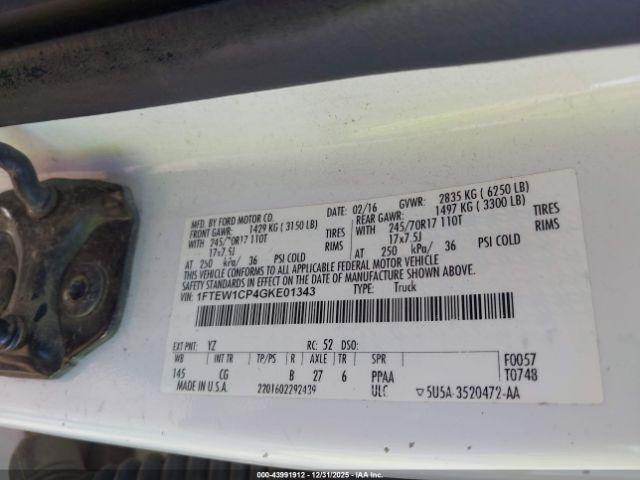 MFD. BY FORD MOTOR CO.
DATE: 02/16 GVWR: 2835 KG ( 6250 LB)
FRONT GAWR: 1429 KG ( 3150 LB) REAR GAWR: 1497 KG ( 3300 LB)
WITH 245/70R17 110T TIRES WITH 245/70R17 110T TIRES
17x7.5J RIMS 17x7.5J RIMS
AT 250 kPa/ 36 PSI COLD AT 250 kPa/ 36 PSI COLD
THIS VEHICLE CONFORMS TO ALL APPLICABLE FEDERAL MOTOR VEHICLE
SAFETY STANDARDS IN EFFECT ON THE DATE OF MANUFACTURE SHOWN ABOVE.
VIN: 1FTEW1CP4GKE01343 TYPE: Truck
EXT PNT: YZ RC: 52 DSO:
WB INT TR TP/PS R AXLE TR SPR F0057
145 CG B 27 6 PPAA T0748
MADE IN U.S.A. 2201602292439 ULC ▽5U5A-3520472-AA
000-43991912 - 12/31/2025 - IAA Inc.